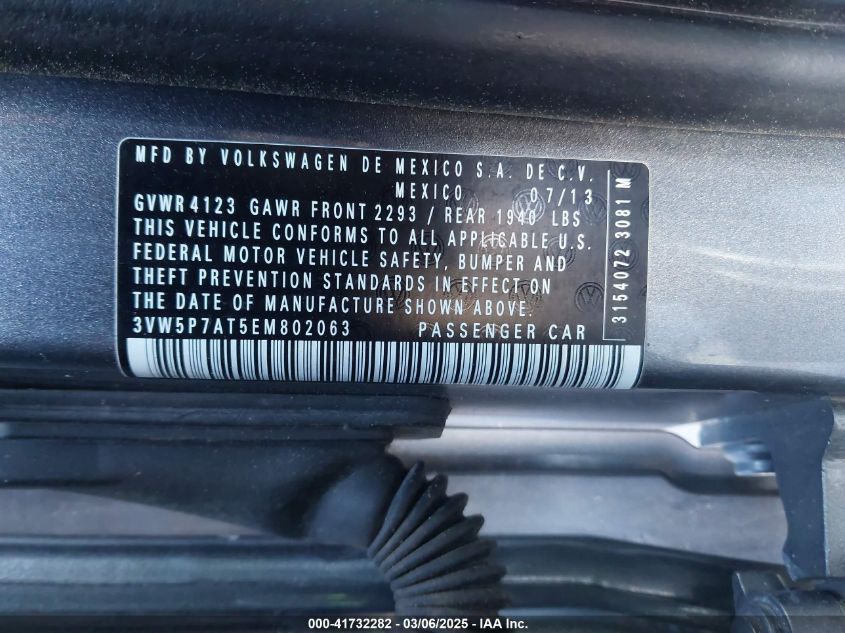 MFD BY VOLKSWAGEN DE MEXICO S.A. DE C.V.
MEXICO 07/13
GVWR 4123 GAWR FRONT 2293 / REAR 1940 LBS
THIS VEHICLE CONFORMS TO ALL APPLICABLE U.S.
FEDERAL MOTOR VEHICLE SAFETY, BUMPER AND
THEFT PREVENTION STANDARDS IN EFFECT ON
THE DATE OF MANUFACTURE SHOWN ABOVE.
3VW5P7AT5EM802063 PASSENGER CAR
3154072 3081 M
000-41732282 - 03/06/2025 - IAA Inc.